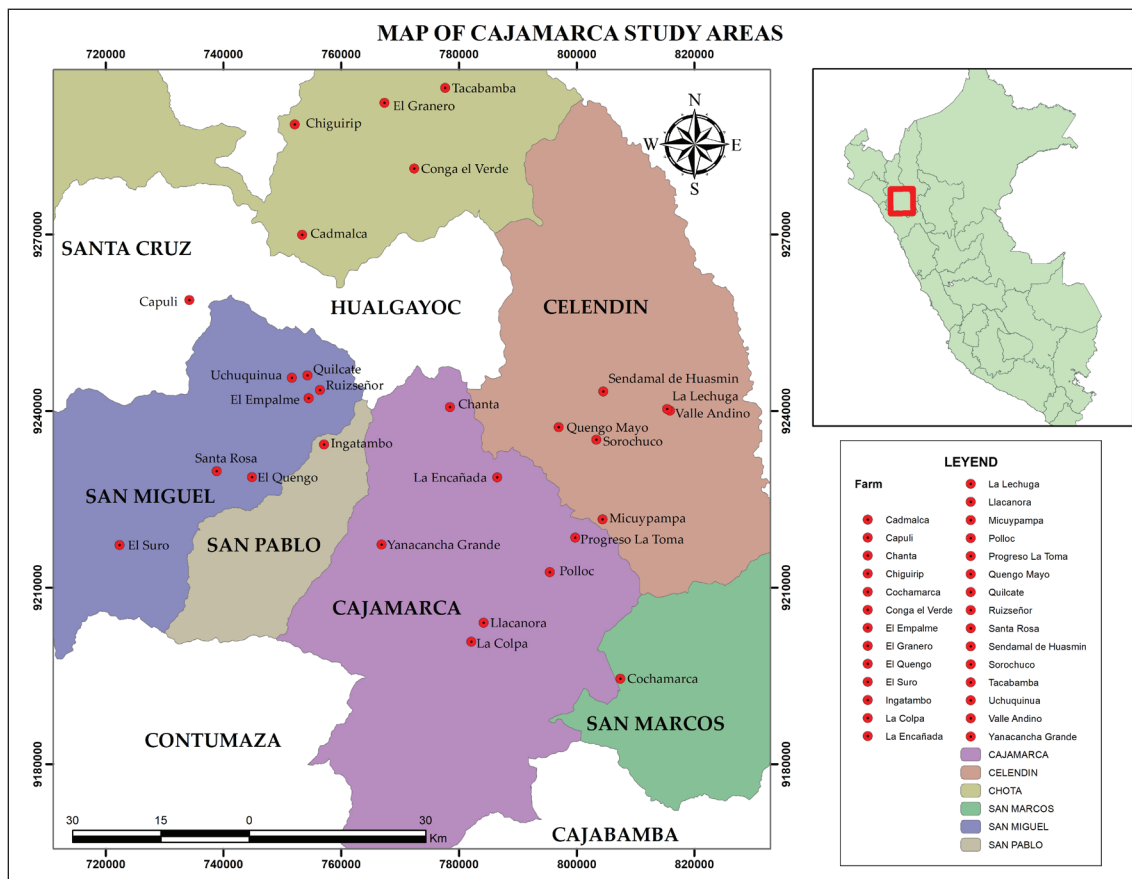 MAP OF CAJAMARCA STUDY AREAS
720000 740000 760000 780000 800000 820000
9270000
9240000
9210000
9180000
N
W E
S
Tacabamba
El Granero
Chiguirip
Conga el Verde
Cadmalca
SANTA CRUZ
Capuli
HUALGAYOC
CELENDIN
Quilcate
Uchuquinua
Ruizseñor
El Empalme
Sendamal de Huasmin
La Lechuga
Valle Andino
Chanta
Quengo Mayo
Sorochuco
Ingatambo
Santa Rosa
El Quengo
La Encañada
SAN MIGUEL
Micuypampa
El Suro
SAN PABLO
Yanacancha Grande
Progreso La Toma
Polloc
CAJAMARCA
Llacanora
La Colpa
Cochamarca
SAN MARCOS
CONTUMAZA
CAJABAMBA
30 15 0 30
Km
720000 740000 760000 780000 800000 820000
9270000
9240000
9210000
9180000
LEYEND
Farm
Cadmalca
Capuli
Chanta
Chiguirip
Cochamarca
Conga el Verde
El Empalme
El Granero
El Quengo
El Suro
Ingatambo
La Colpa
La Encañada
La Lechuga
Llacanora
Micuypampa
Polloc
Progreso La Toma
Quengo Mayo
Quilcate
Ruizseñor
Santa Rosa
Sendamal de Huasmin
Sorochuco
Tacabamba
Uchuquinua
Valle Andino
Yanacancha Grande
CAJAMARCA
CELENDIN
CHOTA
SAN MARCOS
SAN MIGUEL
SAN PABLO